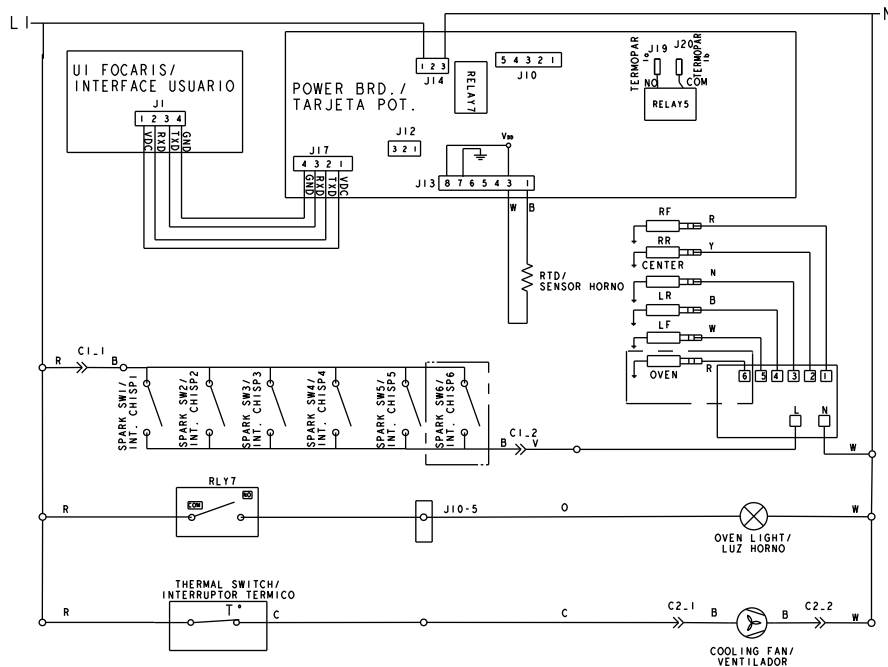 L1
N
UI FOCARIS/
INTERFACE USUARIO
J1
1 2 3 4
VDC
RXD
TXD
GND
POWER BRD./
TARJETA POT.
1 2 3
J14
RELAY7
5 4 3 2 1
J10
TERMOPAR
1a
J19
J20
TERMOPAR
1b
NO
COM
RELAY5
J12
3 2 1
J17
4 3 2 1
GND
RXD
TXD
VDC
VDD
J13
8 7 6 5 4 3 1
W
B
RTD/
SENSOR HORNO
RF
R
RR
Y
CENTER
N
LR
B
LF
W
OVEN
R
6 5 4 3 2 1
L
N
W
R
C1_1
B
SPARK SW1/
INT. CHISP1
SPARK SW2/
INT. CHISP2
SPARK SW3/
INT. CHISP3
SPARK SW4/
INT. CHISP4
SPARK SW5/
INT. CHISP5
SPARK SW6/
INT. CHISP6
B
C1_2
V
RLY7
R
COM
NO
J10-5
O
W
OVEN LIGHT/
LUZ HORNO
THERMAL SWITCH/
INTERRUPTOR TERMICO
R
T°
C
C
C2_1
B
B
C2_2
W
COOLING FAN/
VENTILADOR